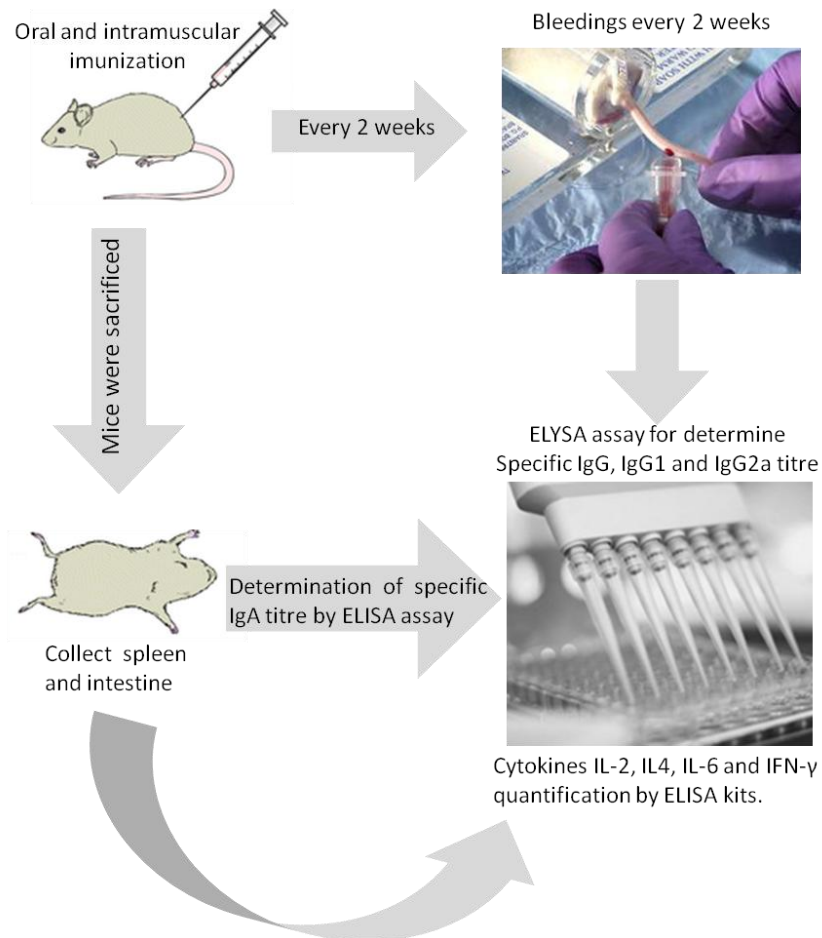 Oral and intramuscular
imunization
Every 2 weeks
Bleedings every 2 weeks
Mice were sacrificed
ELYSA assay for determine
Specific IgG, IgG1 and IgG2a titre
Determination of specific
IgA titre by ELISA assay
Collect spleen
and intestine
Cytokines IL-2, IL4, IL-6 and IFN-γ
quantification by ELISA kits.